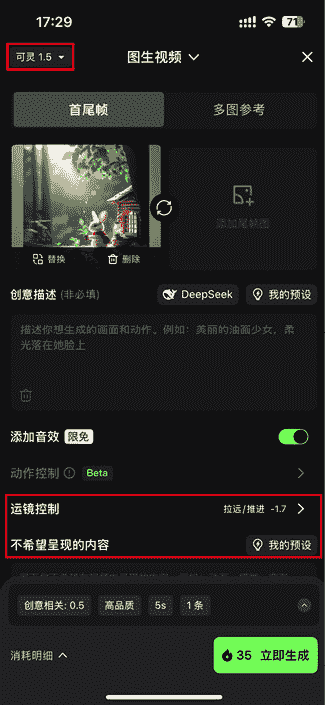 17:29
71
可灵 1.5
图生视频
首尾帧
多图参考
添加尾帧图
替换
删除
创意描述 (非必填)
DeepSeek
我的预设
描述你想生成的画面和动作。例如：美丽的油画少女，柔
光落在她脸上
添加音效 限免
动作控制 Beta
运镜控制
拉远/推进 -1.7
不希望呈现的内容
我的预设
创意相关: 0.5
高品质
5s
1 条
消耗明细
35 立即生成